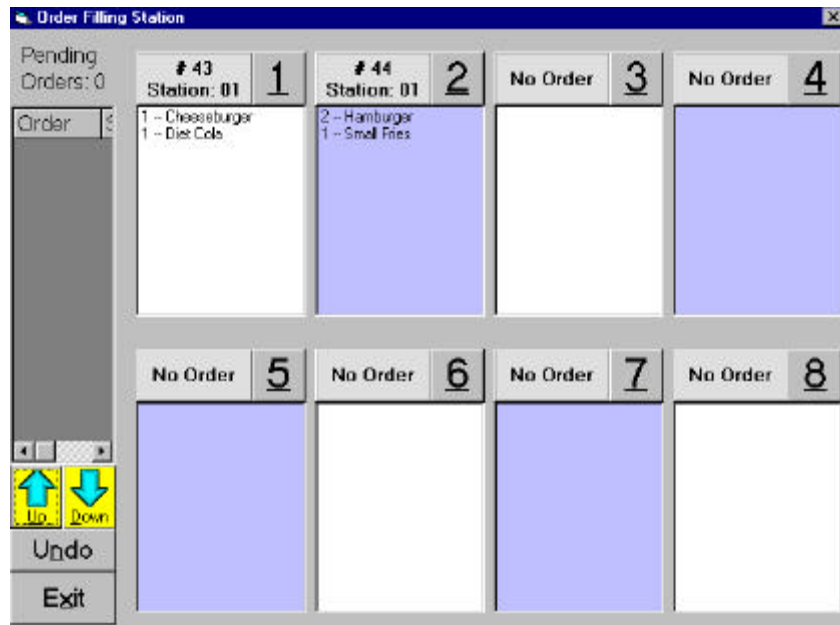 Order Filling Station
Pending
Orders: 0
Order S
# 43
Station: 01
1
1 -- Cheeseburger
1 -- Diet Cola
# 44
Station: 01
2
2 -- Hamburger
1 -- Small Fries
No Order 3
No Order 4
No Order 5
No Order 6
No Order 7
No Order 8
Up Down
Undo
Exit